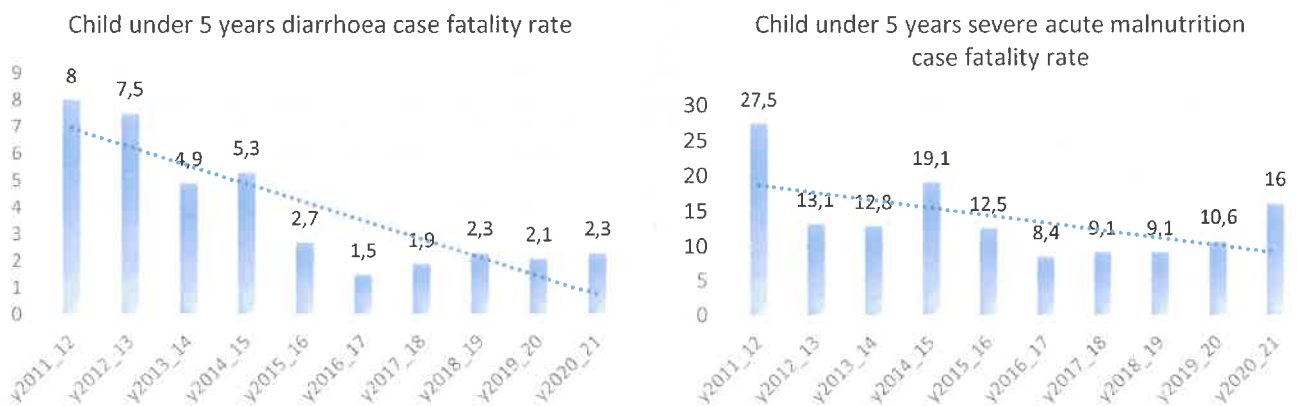 Child under 5 years diarrhoea case fatality rate
9
8
7
6
5
4
3
2
1
0
8
7,5
4,9
5,3
2,7
1,5
1,9
2,3
2,1
2,3
y2011_12
y2012_13
y2013_14
y2014_15
y2015_16
y2016_17
y2017_18
y2018_19
y2019_20
y2020_21
Child under 5 years severe acute malnutrition
case fatality rate
30
25
20
15
10
5
0
27,5
13,1
12,8
19,1
12,5
8,4
9,1
9,1
10,6
16
y2011_12
y2012_13
y2013_14
y2014_15
y2015_16
y2016_17
y2017_18
y2018_19
y2019_20
y2020_21